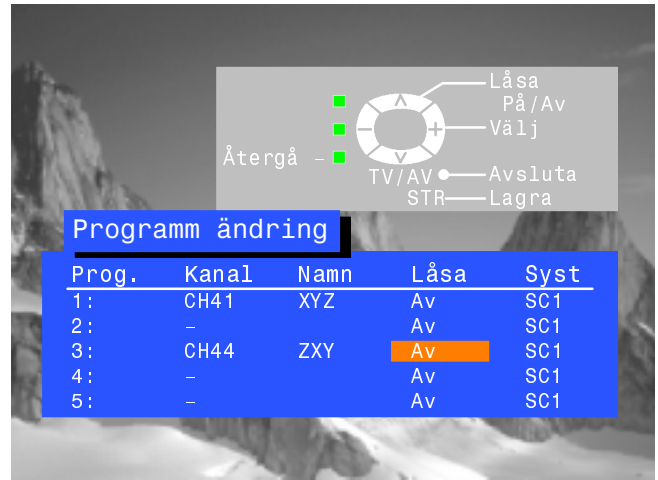 Låsa
På/Av
Välj
Återgå –
TV/AV Avsluta
STR Lagra
Programm ändring
Prog. Kanal Namn Låsa Syst
1: CH41 XYZ Av SC1
2: – Av SC1
3: CH44 ZXY Av SC1
4: – Av SC1
5: – Av SC1